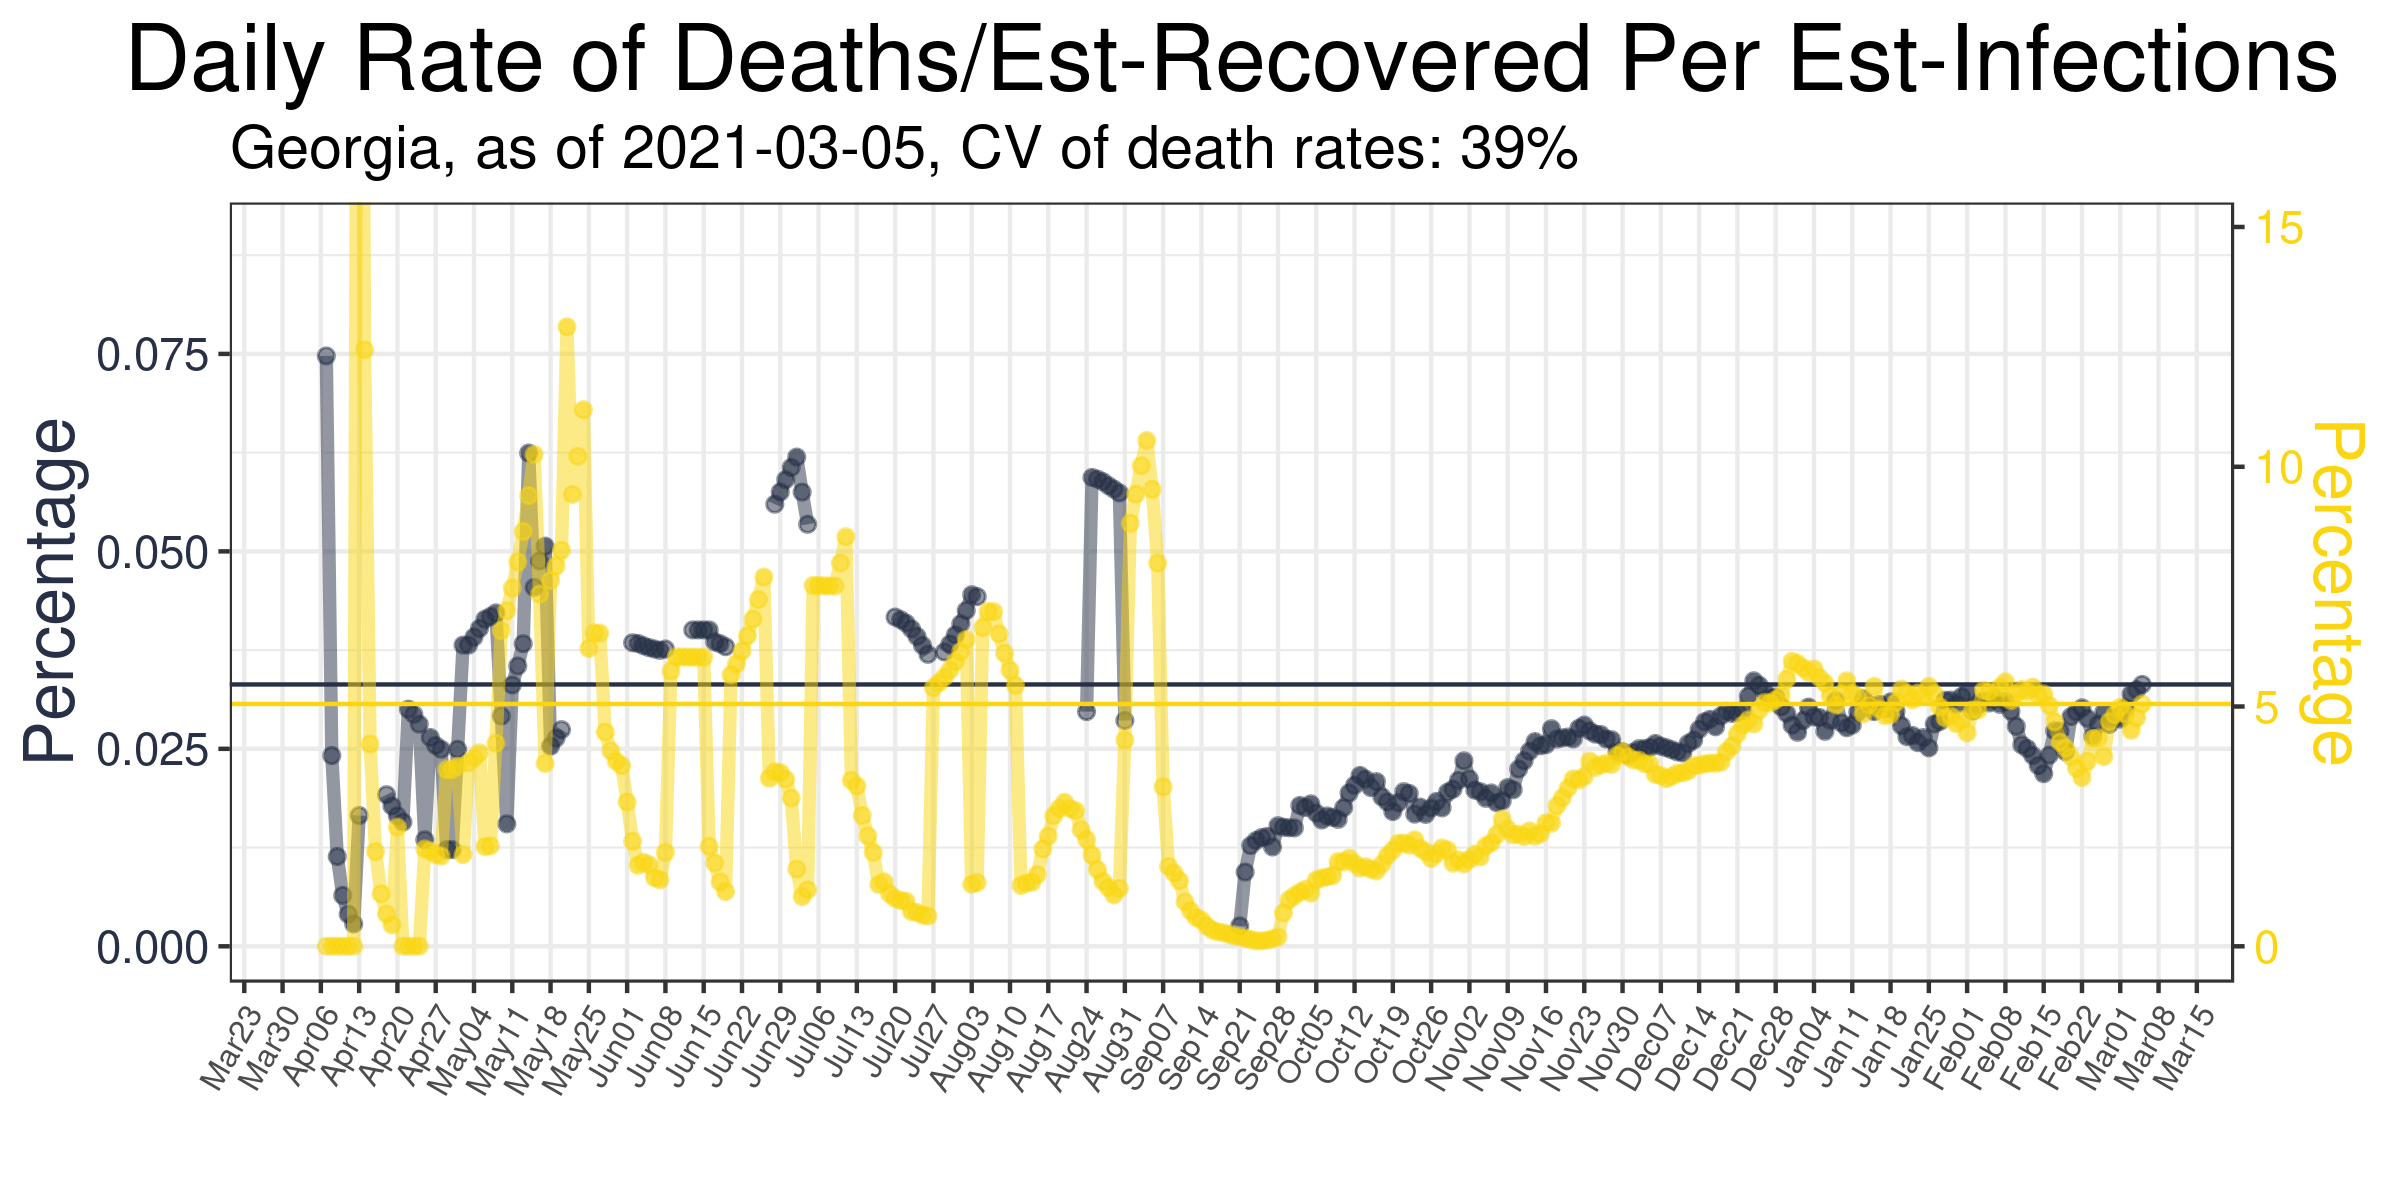 Daily Rate of Deaths/Est-Recovered Per Est-Infections
Georgia, as of 2021-03-05, CV of death rates: 39%
Percentage
0.075
0.050
0.025
0.000
15
10
5
0
Percentage
Mar23
Mar30
Apr06
Apr13
Apr20
Apr27
May04
May11
May18
May25
Jun01
Jun08
Jun15
Jun22
Jun29
Jul06
Jul13
Jul20
Jul27
Aug03
Aug10
Aug17
Aug24
Aug31
Sep07
Sep14
Sep21
Sep28
Oct05
Oct12
Oct19
Oct26
Nov02
Nov09
Nov16
Nov23
Nov30
Dec07
Dec14
Dec21
Dec28
Jan04
Jan11
Jan18
Jan25
Feb01
Feb08
Feb15
Feb22
Mar01
Mar08
Mar15